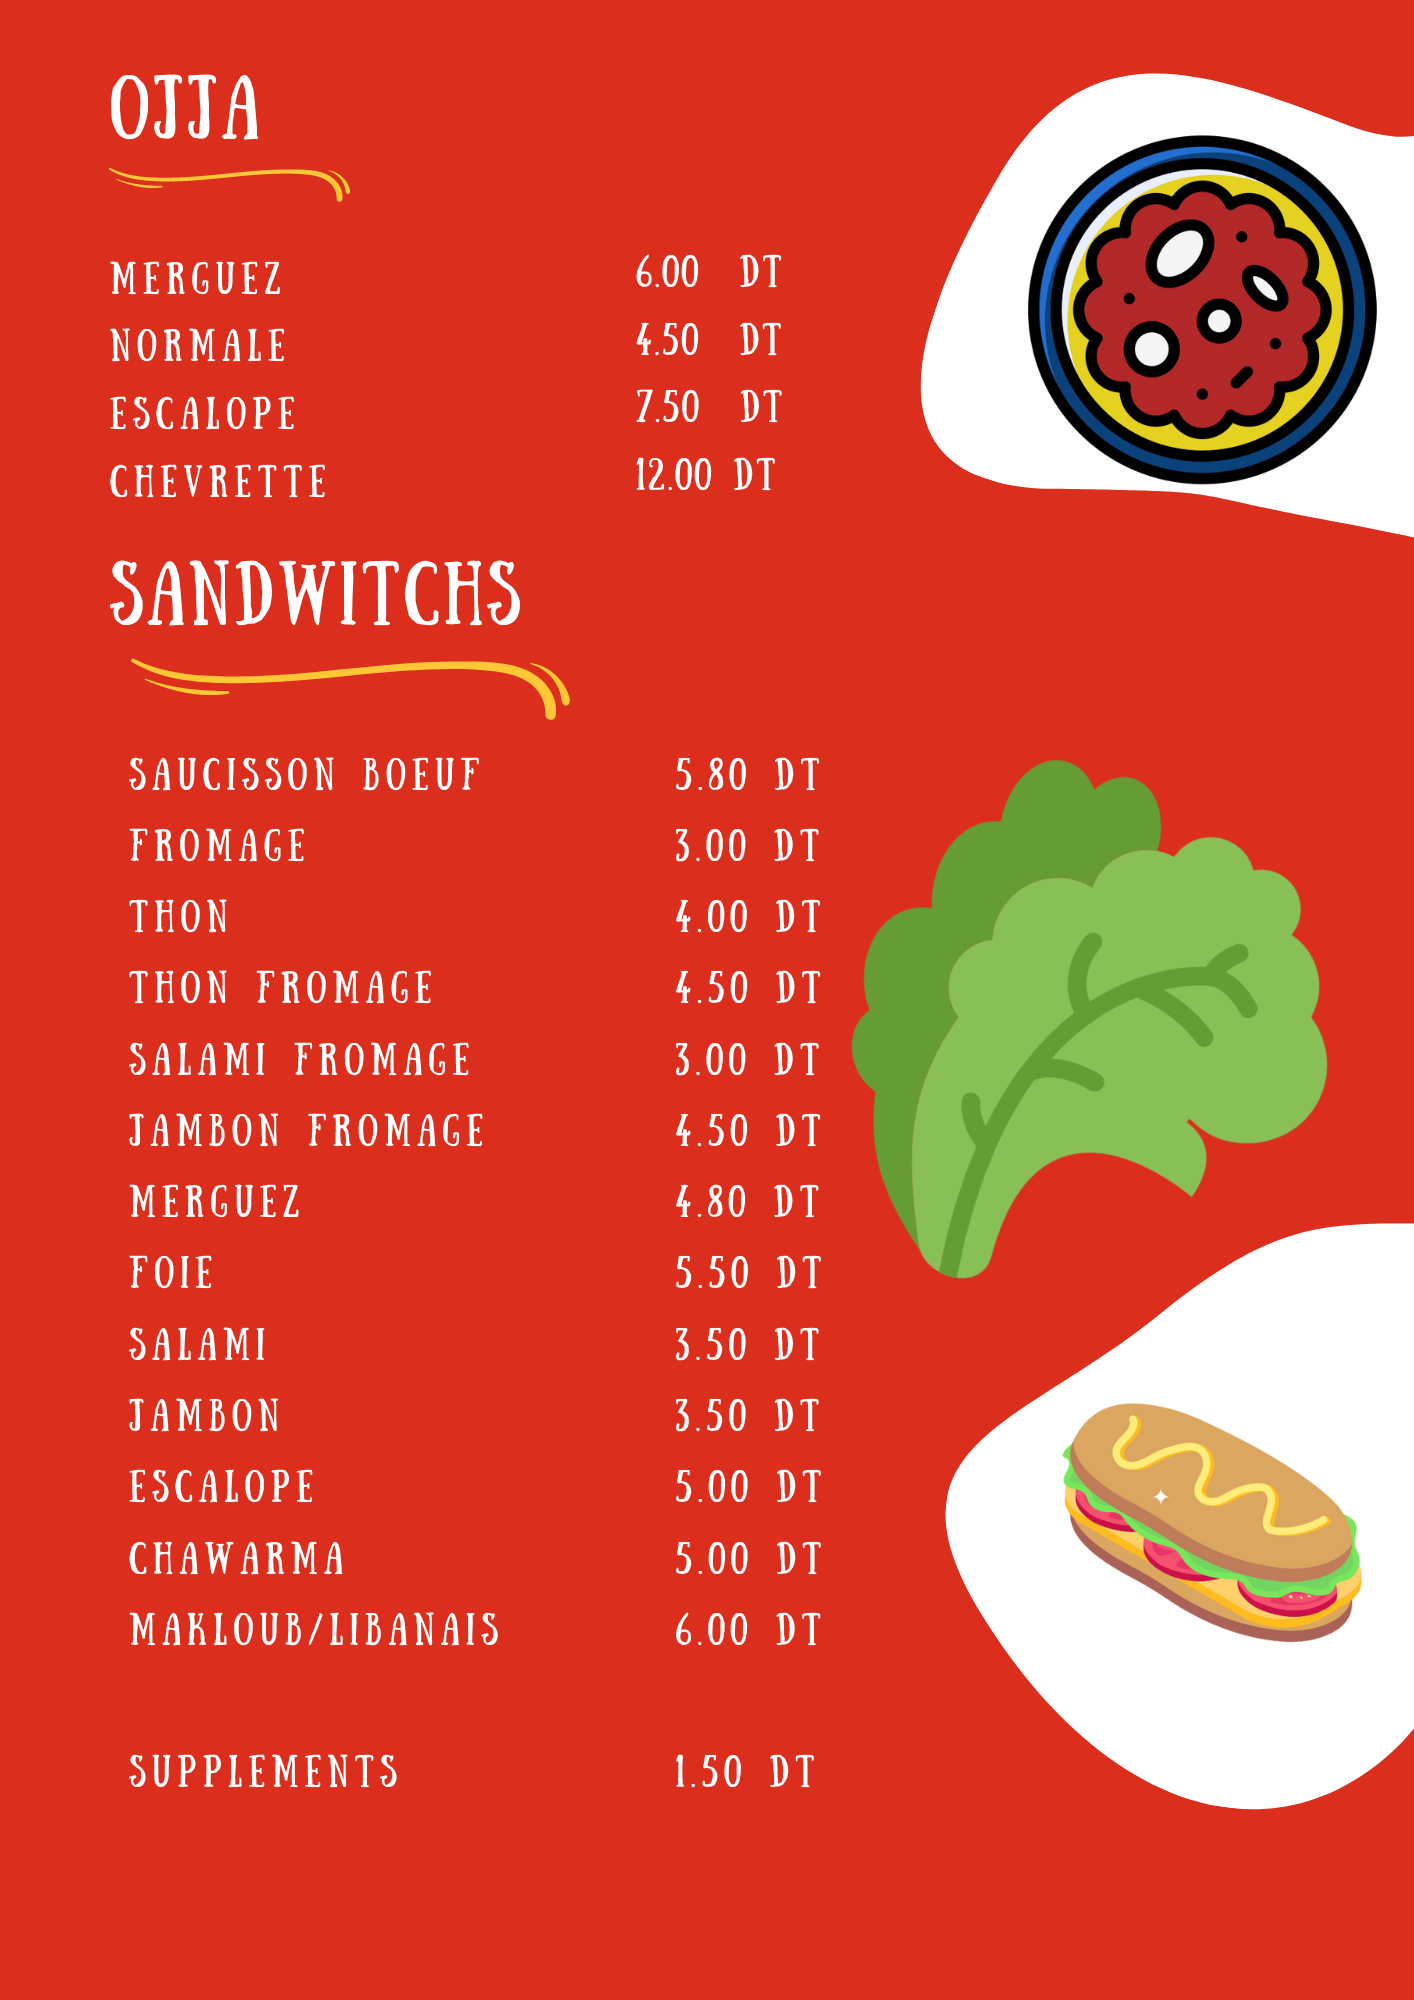 OJJA
MERGUEZ 6.00 DT
NORMALE 4.50 DT
ESCALOPE 7.50 DT
CHEVRETTE 12.00 DT
SANDWITCHS
SAUCISSON BOEUF 5.80 DT
FROMAGE 3.00 DT
THON 4.00 DT
THON FROMAGE 4.50 DT
SALAMI FROMAGE 3.00 DT
JAMBON FROMAGE 4.50 DT
MERGUEZ 4.80 DT
FOIE 5.50 DT
SALAMI 3.50 DT
JAMBON 3.50 DT
ESCALOPE 5.00 DT
CHAWARMA 5.00 DT
MAKLOUB/LIBANAIS 6.00 DT
SUPPLEMENTS 1.50 DT